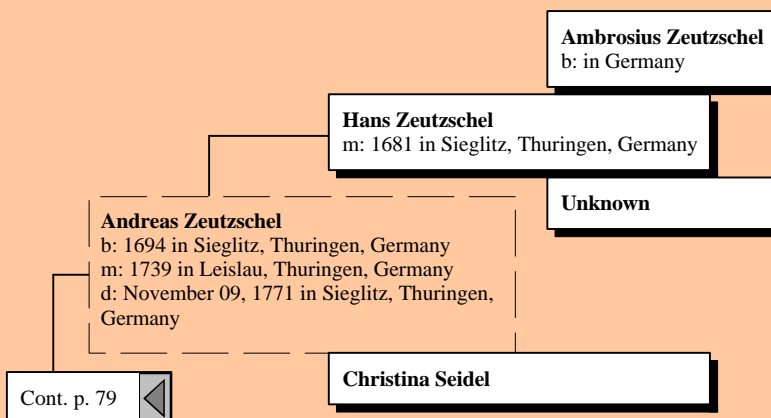 Ambrosius Zeutzschel
b: in Germany
Hans Zeutzschel
m: 1681 in Sieglitz, Thuringen, Germany
Unknown
Andreas Zeutzschel
b: 1694 in Sieglitz, Thuringen, Germany
m: 1739 in Leislau, Thuringen, Germany
d: November 09, 1771 in Sieglitz, Thuringen,
Germany
Christina Seidel
Cont. p. 79